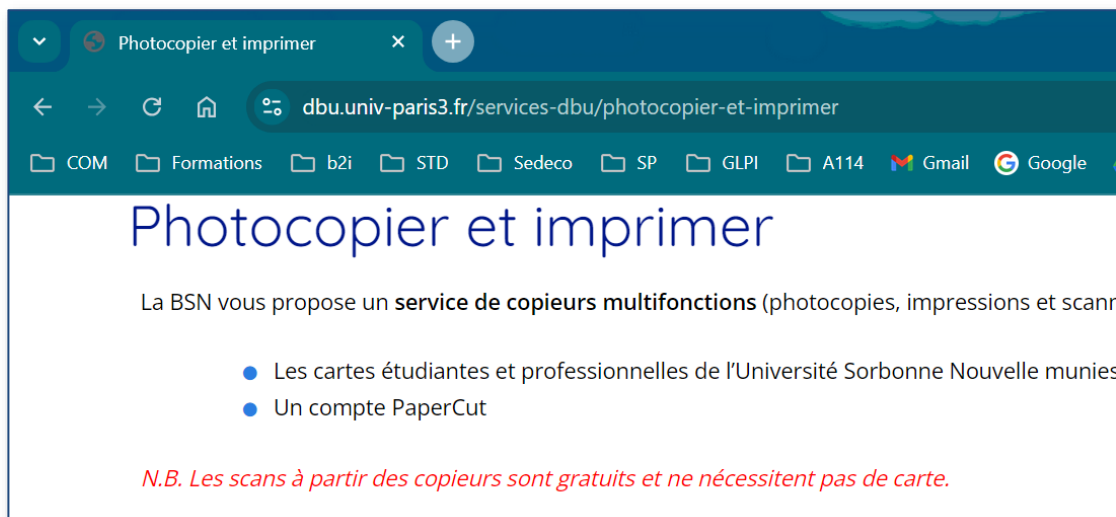 Photocopier et imprimer
dbu.univ-paris3.fr/services-dbu/photocopier-et-imprimer
COM Formations b2i STD Sedeco SP GLPI A114 Gmail Google
Photocopier et imprimer
La BSN vous propose un service de copieurs multifonctions (photocopies, impressions et scann
Les cartes étudiantes et professionnelles de l'Université Sorbonne Nouvelle munies
Un compte PaperCut
N.B. Les scans à partir des copieurs sont gratuits et ne nécessitent pas de carte.